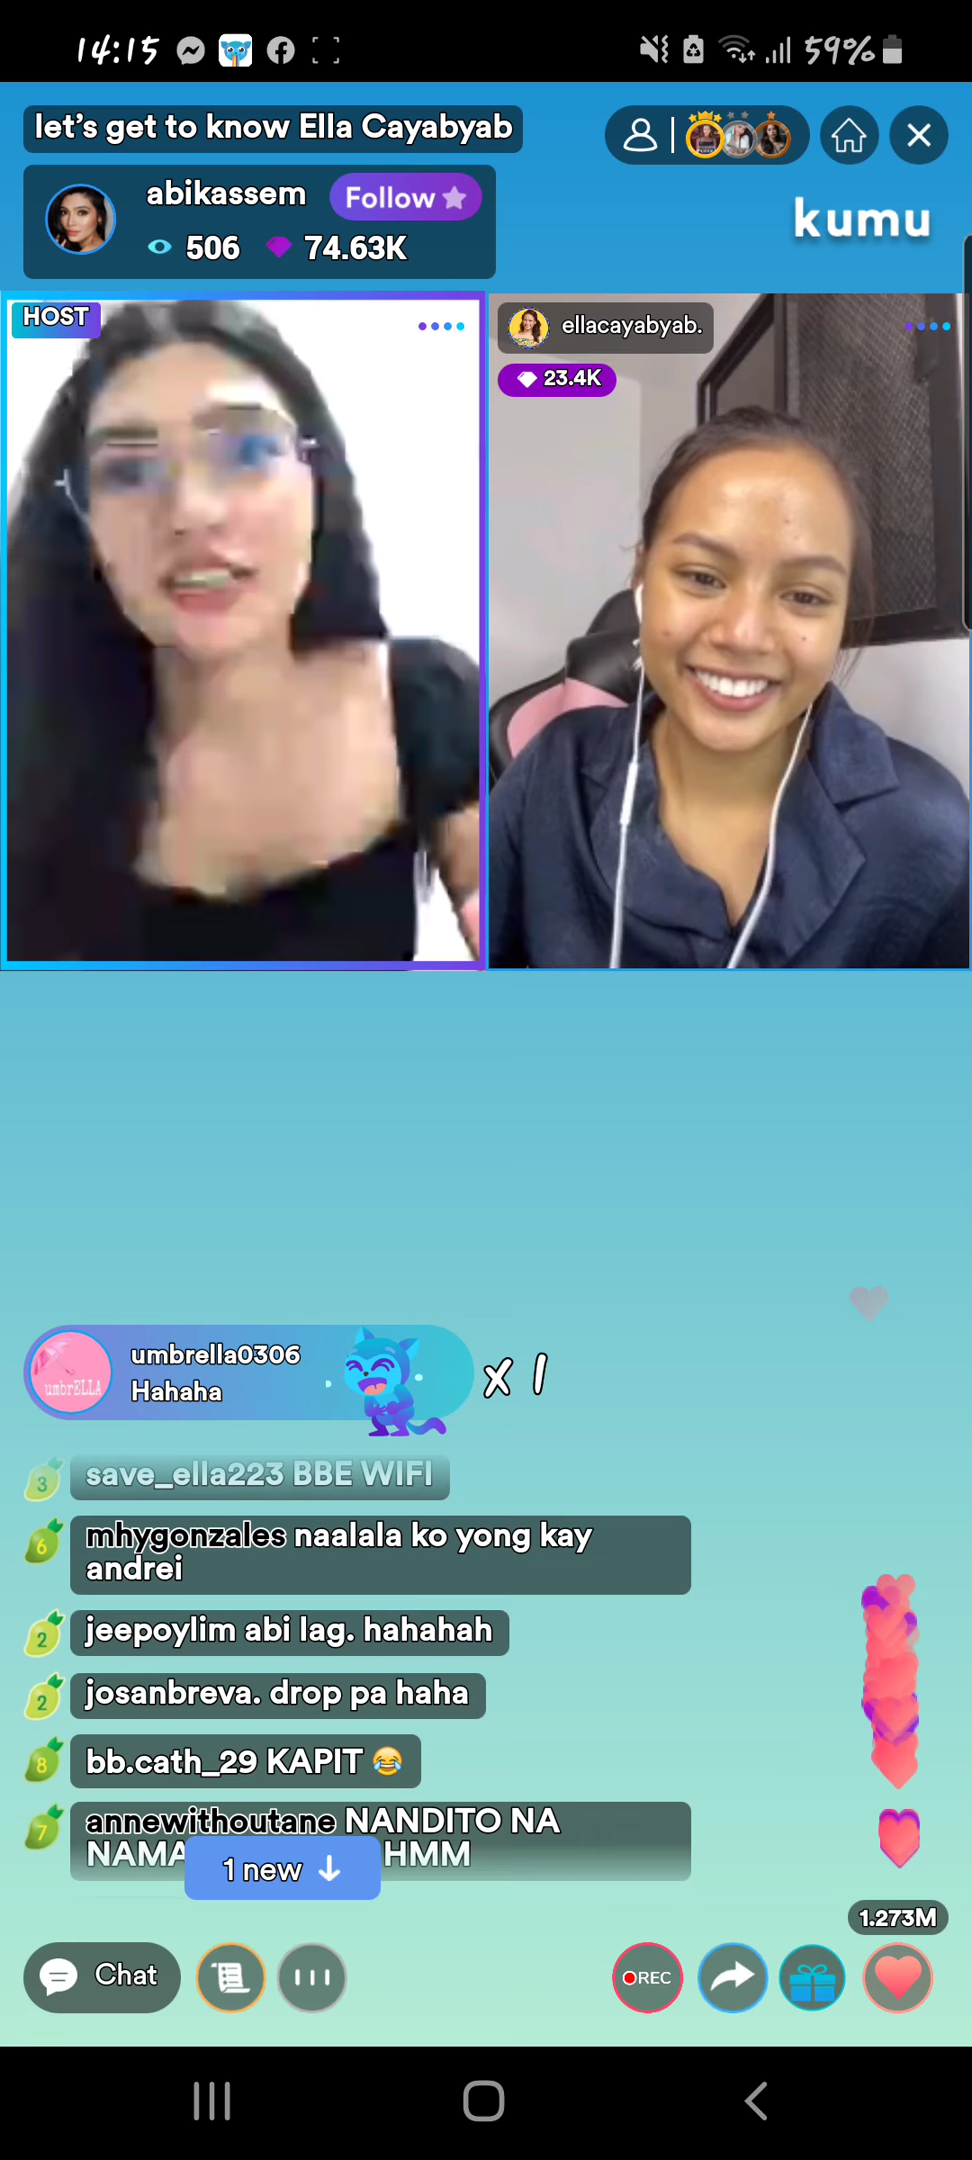 14:15
59%
let's get to know Ella Cayabyab
abikassem
Follow
506
74.63K
kumu
HOST
ellacayabyab.
23.4K
umbrella0306
Hahaha
umbrELLA
x 1
3
save_ella223 BBE WIFI
6
mhygonzales naalala ko yong kay
andrei
2
jeepoylim abi lag. hahahah
2
josanbreva. drop pa haha
8
bb.cath_29 KAPIT 😂
7
annewithoutane NANDITO NA
HMM
1 new
1.273M
Chat
REC